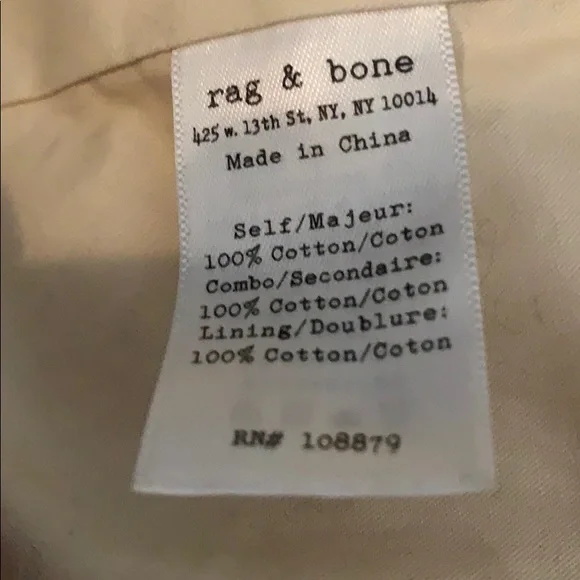 rag & bone
425 w. 13th St, NY, NY 10014
Made in China
Self/Majeur:
100% Cotton/Coton
Combo/Secondaire:
100% Cotton/Coton
Lining/Doublure:
100% Cotton/Coton
RN# 108879